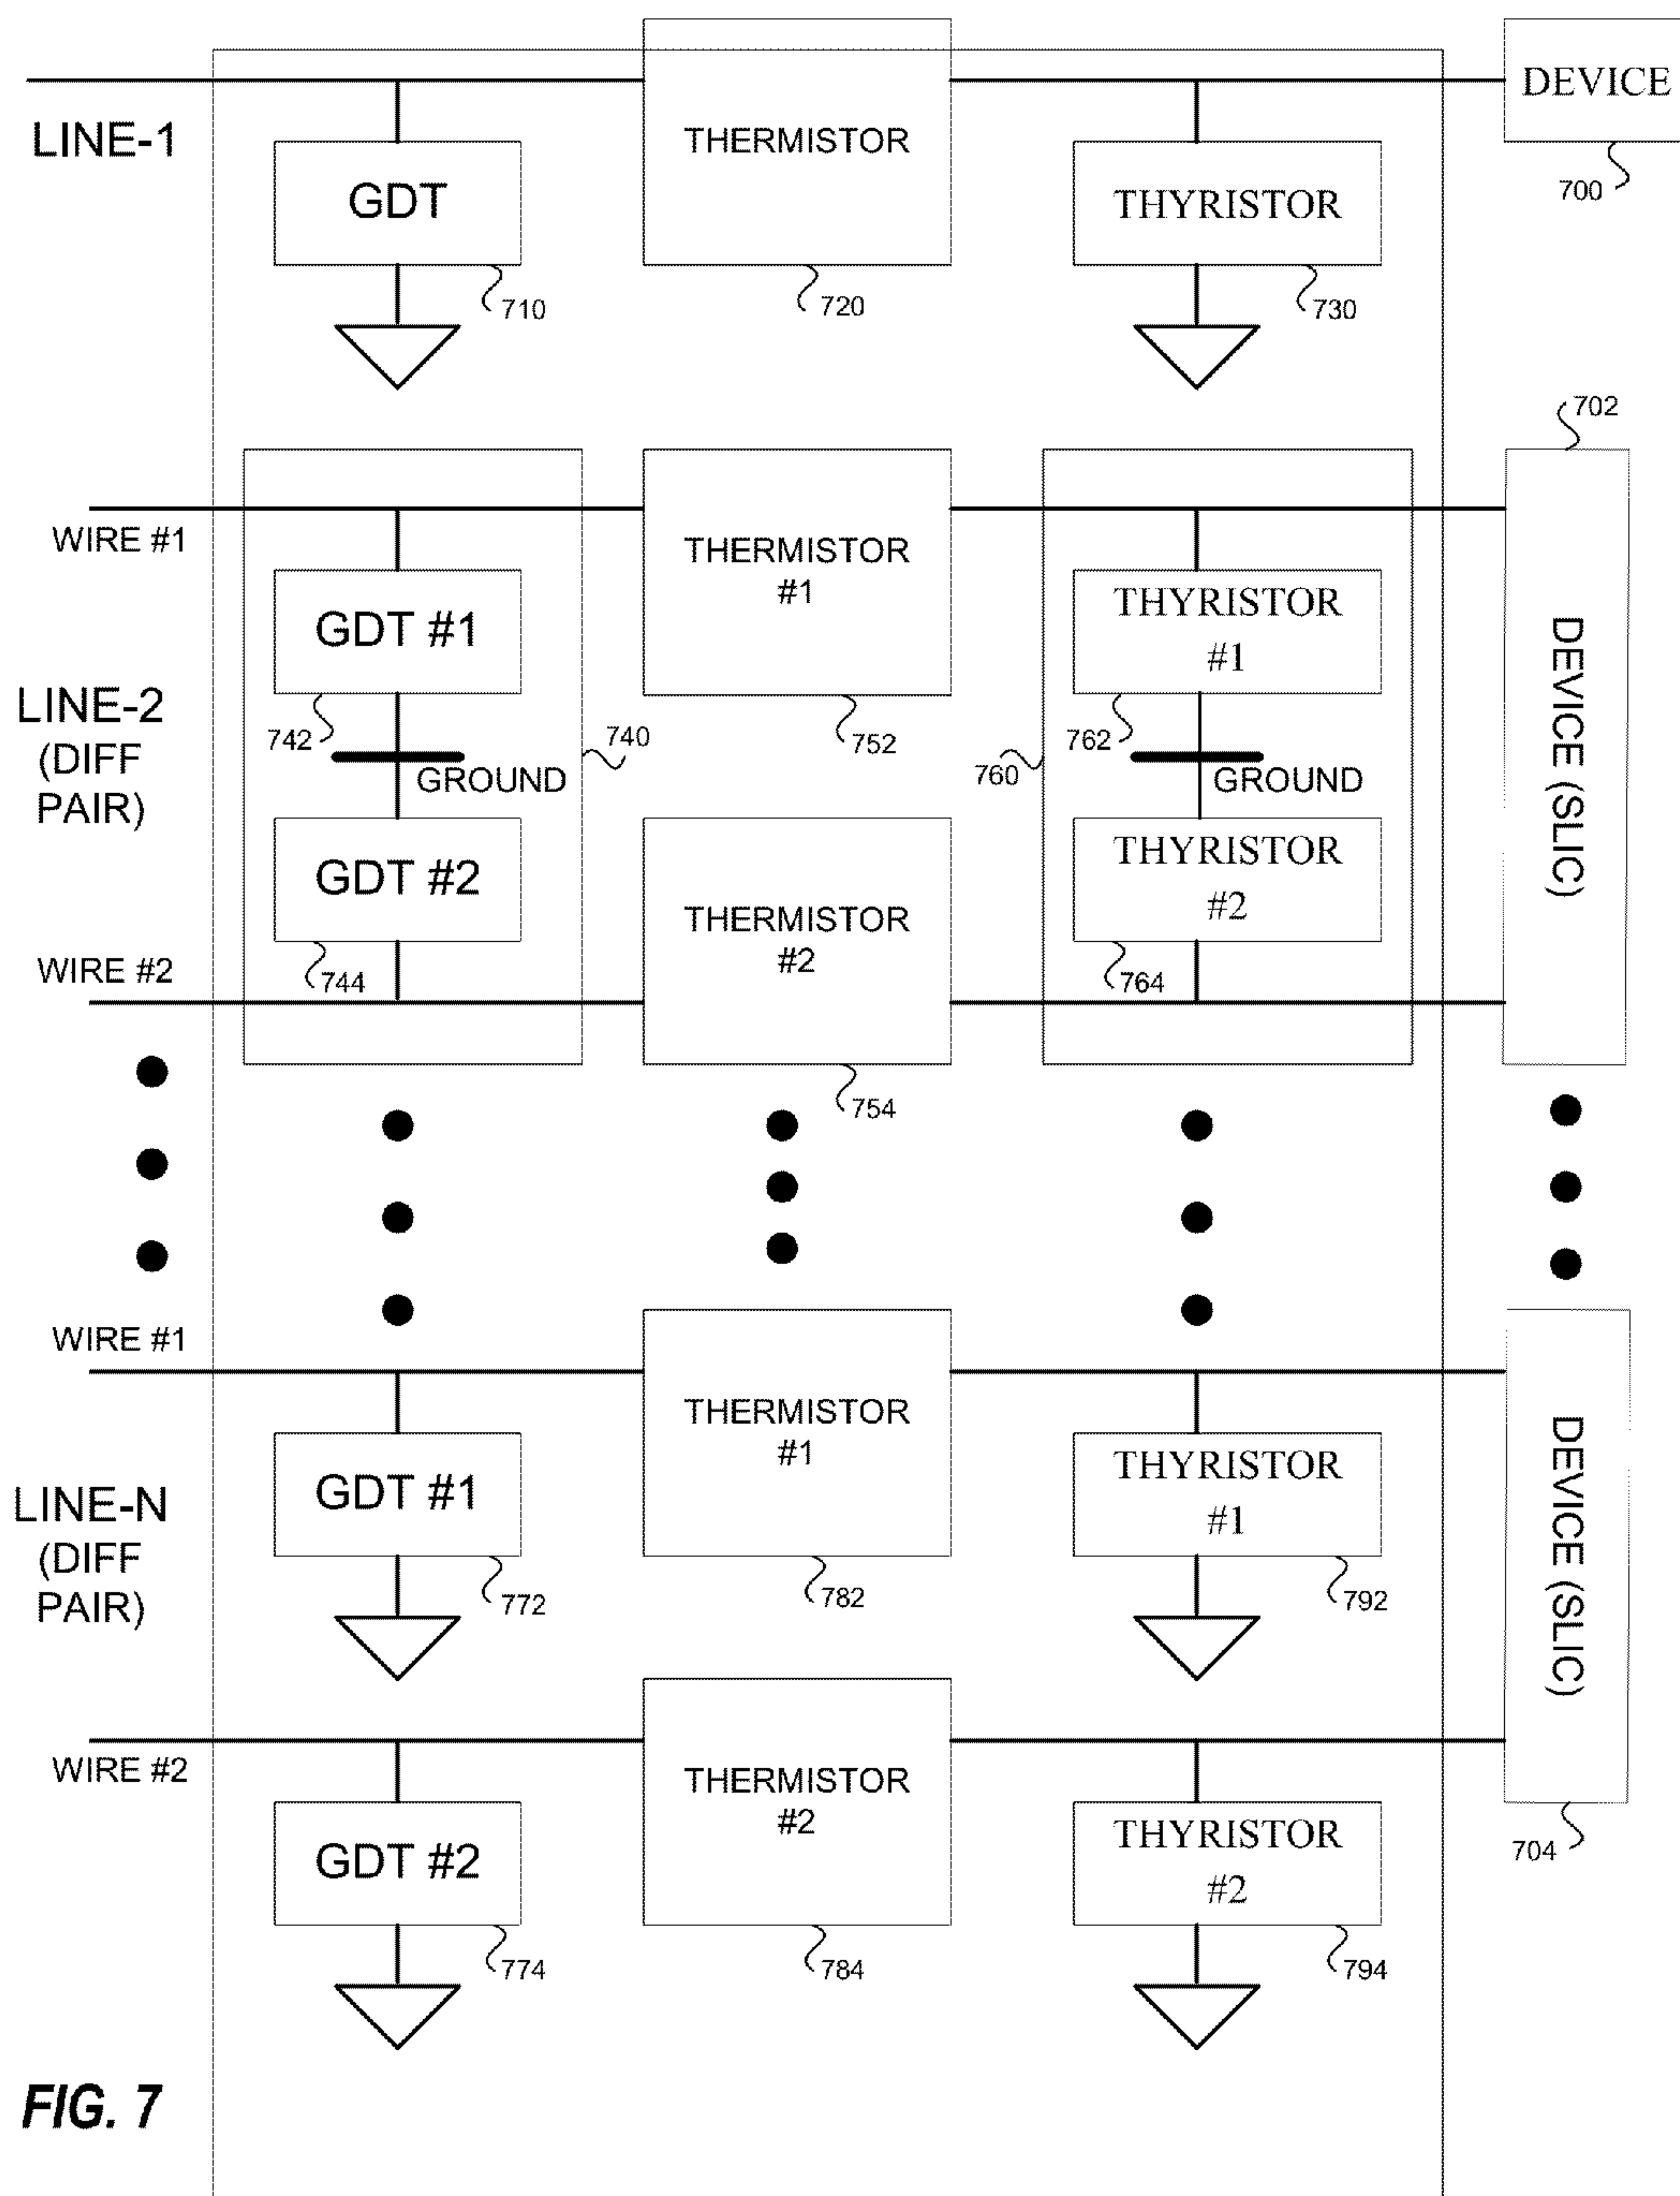 DEVICE
700
LINE-1
THERMISTOR
GDT
THYRISTOR
710
720
730
702
WIRE #1
THERMISTOR
#1
GDT #1
THYRISTOR
#1
LINE-2
(DIFF
PAIR)
742
740
752
760
762
GROUND
GROUND
DEVICE (SLIC)
GDT #2
THERMISTOR
#2
THYRISTOR
#2
WIRE #2
744
764
754
WIRE #1
THERMISTOR
#1
GDT #1
THYRISTOR
#1
LINE-N
(DIFF
PAIR)
DEVICE (SLIC)
772
782
792
WIRE #2
THERMISTOR
#2
GDT #2
THYRISTOR
#2
704
774
784
794
FIG. 7